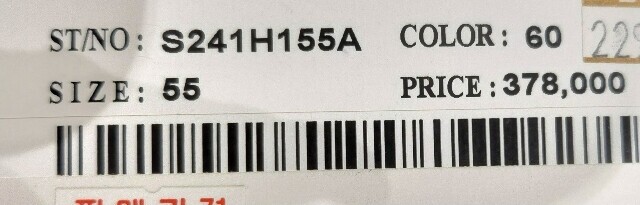 ST/NO: S241H155A COLOR: 60
SIZE: 55 PRICE: 378,000